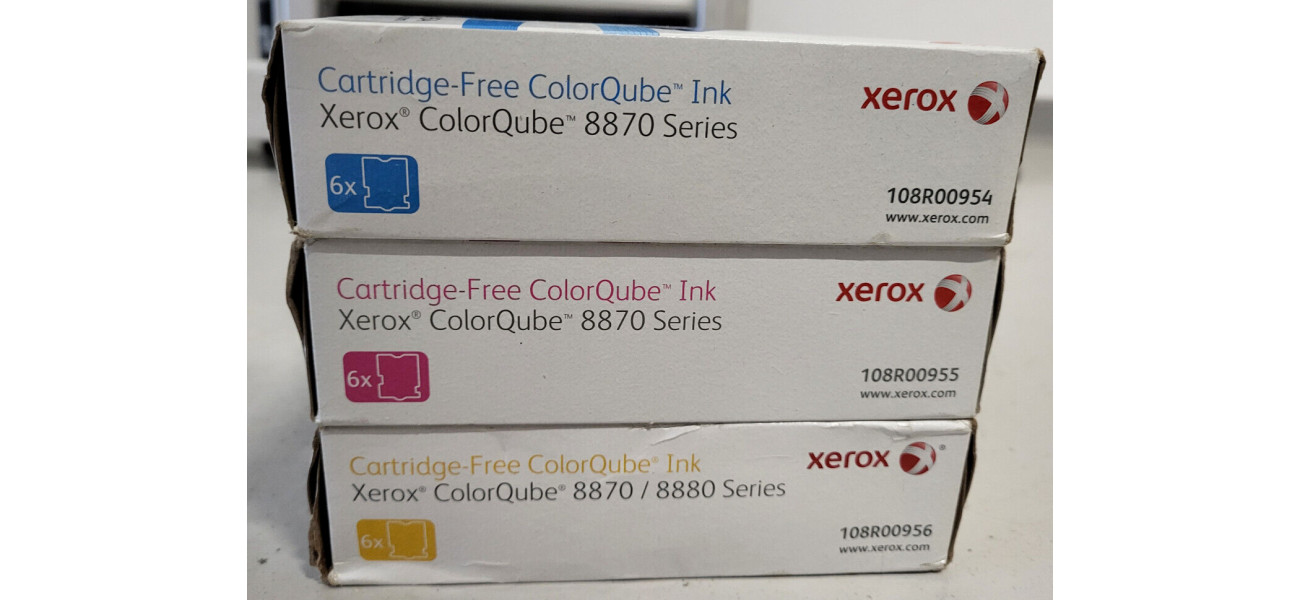 Cartridge-Free ColorQube™ Ink
Xerox® ColorQube™ 8870 Series
xerox
6x
108R00954
www.xerox.com
Cartridge-Free ColorQube™ Ink
Xerox® ColorQube™ 8870 Series
xerox
6x
108R00955
www.xerox.com
Cartridge-Free ColorQube® Ink
Xerox® ColorQube® 8870 / 8880 Series
xerox ®
6x
108R00956
www.xerox.com